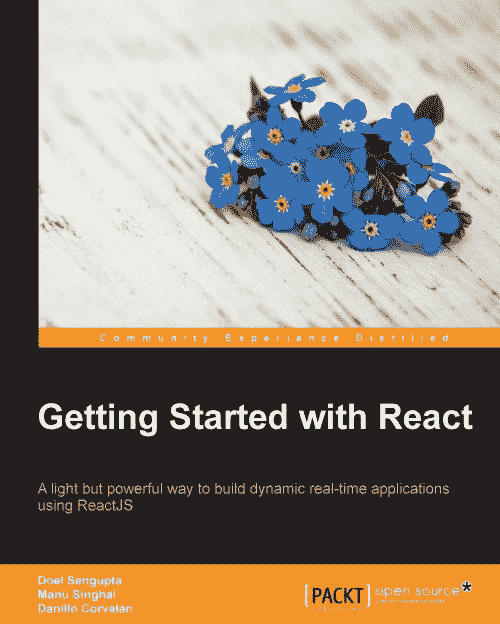 Community Experience Distilled
Getting Started with React
A light but powerful way to build dynamic real-time applications
using ReactJS
Doel Sengupta
Manu Singhal
Danillo Corvalan
[PACKT] open source*